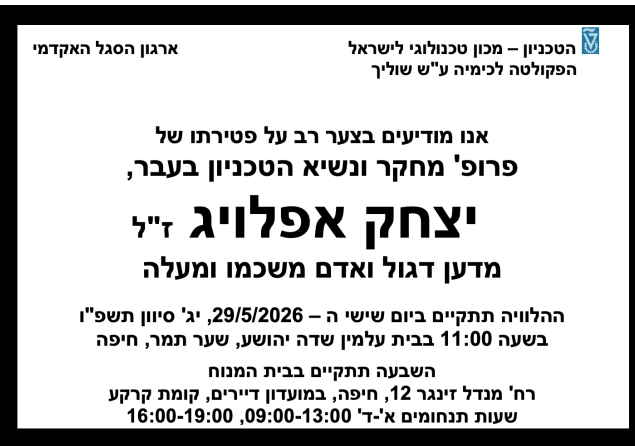 הטכניון – מכון טכנולוגי לישראל
הפקולטה לכימיה ע"ש שוליך
ארגון הסגל האקדמי
אנו מודיעים בצער רב על פטירתו של
פרופ' מחקר ונשיא הטכניון בעבר,
יצחק אפלויג ז"ל
מדען דגול ואדם משכמו ומעלה
ההלוויה תתקיים ביום שישי ה – 29/5/2026, יג' סיוון תשפ"ו
בשעה 11:00 בבית עלמין שדה יהושע, שער תמר, חיפה
השבעה תתקיים בבית המנוח
רח' מנדל זינגר 12, חיפה, במועדון דיירים, קומת קרקע
שעות תנחומים א'-ד' 09:00-13:00, 16:00-19:00